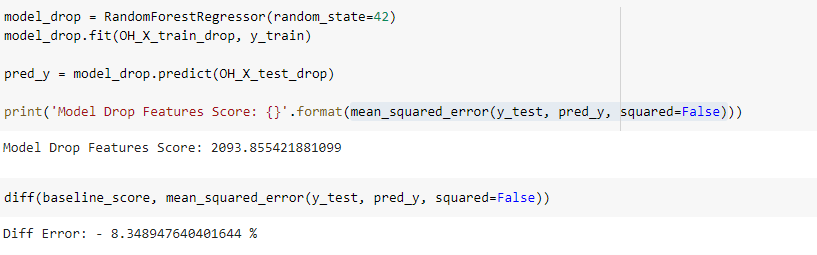 model_drop = RandomForestRegressor(random_state=42)
model_drop.fit(OH_X_train_drop, y_train)
pred_y = model_drop.predict(OH_X_test_drop)
print('Model Drop Features Score: {}'.format(mean_squared_error(y_test, pred_y, squared=False)))
Model Drop Features Score: 2093.855421881099
diff(baseline_score, mean_squared_error(y_test, pred_y, squared=False))
Diff Error: - 8.348947640401644 %